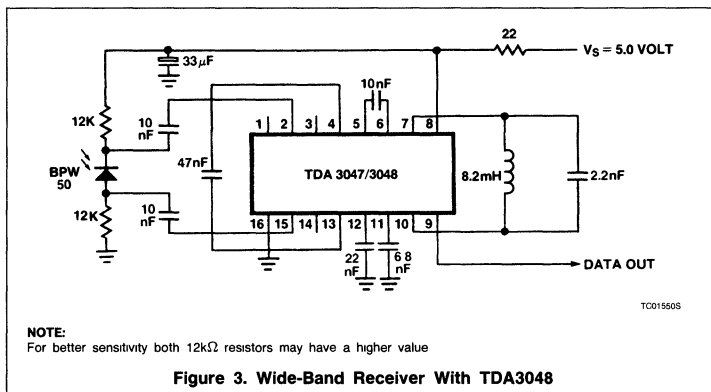 22
Vs = 5.0 VOLT
33µF
10nF
12K
10
nF
1 2 3 4 5 6 7 8
BPW
50
47nF
TDA 3047/3048
8.2mH
2.2nF
12K
10
nF
16 15 14 13 12 11 10 9
22
nF
6 8
nF
DATA OUT
TC01550S
NOTE:
For better sensitivity both 12kΩ resistors may have a higher value
Figure 3. Wide-Band Receiver With TDA3048